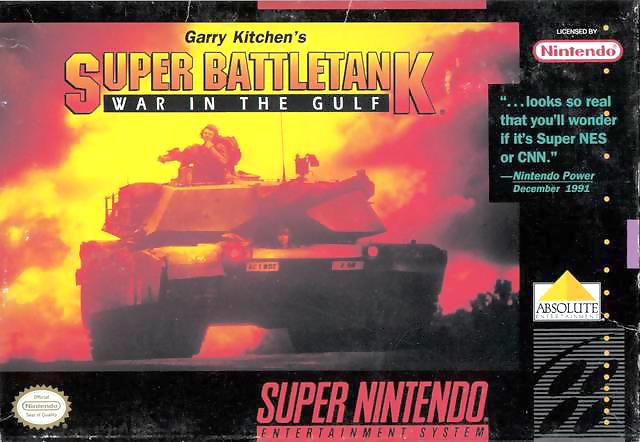 Garry Kitchen's
SUPER BATTLETANK
WAR IN THE GULF
LICENSED BY
Nintendo
"...looks so real
that you'll wonder
if it's Super NES
or CNN."
—Nintendo Power
December 1991
ABSOLUTE
ENTERTAINMENT
Official
Nintendo
Seal of Quality
SUPER NINTENDO
ENTERTAINMENT SYSTEM